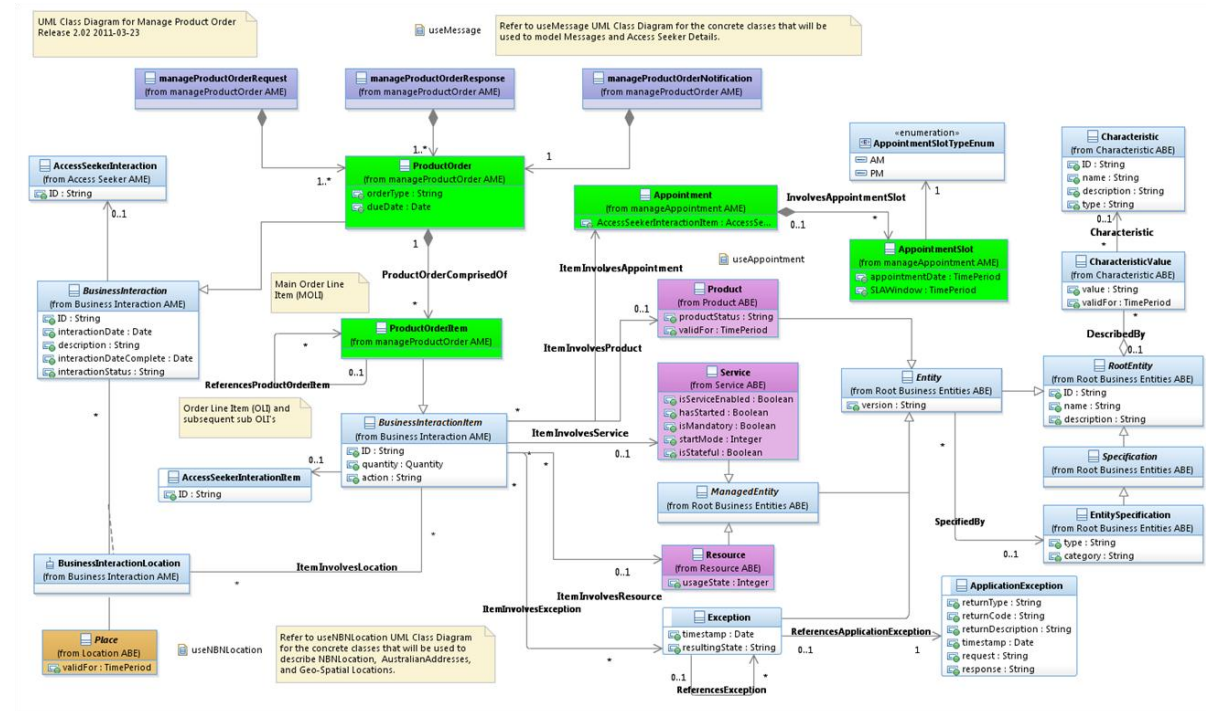 UML Class Diagram for Manage Product Order
Release 2.02 2011-03-23
useMessage
Refer to useMessage UML Class Diagram for the concrete classes that will be
used to model Messages and Access Seeker Details.
manageProductOrderRequest
(from manageProductOrder AME)
manageProductOrderResponse
(from manageProductOrder AME)
manageProductOrderNotification
(from manageProductOrder AME)
1..*
1..*
1
AccessSeekerInteraction
(from Access Seeker AME)
ID : String
0..1
ProductOrder
(from manageProductOrder AME)
orderType : String
dueDate : Date
1
ProductOrderComprisedOf
*
Appointment
(from manageAppointment AME)
AccessSeekerInteractionItem : AccessSe...
InvolvesAppointmentSlot
0..1
*
«enumeration»
AppointmentSlotTypeEnum
AM
PM
1
AppointmentSlot
(from manageAppointment AME)
appointmentDate : TimePeriod
SLAWindow : TimePeriod
Characteristic
(from Characteristic ABE)
ID : String
name : String
description : String
type : String
0..1
Characteristic
*
CharacteristicValue
(from Characteristic ABE)
value : String
validFor : TimePeriod
*
DescribedBy
0..1
useAppointment
ItemInvolvesAppointment
Main Order Line
Item (MOLI)
BusinessInteraction
(from Business Interaction AME)
ID : String
interactionDate : Date
description : String
interactionDateComplete : Date
interactionStatus : String
*
ProductOrderItem
(from manageProductOrder AME)
*
0..1
ReferencesProductOrderItem
Order Line Item (OLI) and
subsequent sub OLI's
Product
(from Product ABE)
productStatus : String
validFor : TimePeriod
0..1
ItemInvolvesProduct
*
Service
(from Service ABE)
isServiceEnabled : Boolean
hasStarted : Boolean
isMandatory : Boolean
startMode : Integer
isStateful : Boolean
ItemInvolvesService
0..1
Entity
(from Root Business Entities ABE)
version : String
*
RootEntity
(from Root Business Entities ABE)
ID : String
name : String
description : String
Specification
(from Root Business Entities ABE)
EntitySpecification
(from Root Business Entities ABE)
type : String
category : String
SpecifiedBy
0..1
BusinessInteractionItem
(from Business Interaction AME)
ID : String
quantity : Quantity
action : String
*
*
*
*
0..1
AccessSeekerInterationItem
ID : String
ManagedEntity
(from Root Business Entities ABE)
Resource
(from Resource ABE)
usageState : Integer
*
0..1
ItemInvolvesResource
BusinessInteractionLocation
(from Business Interaction AME)
*
ItemInvolvesLocation
ItemInvolvesException
*
Place
(from Location ABE)
validFor : TimePeriod
useNBNLocation
Refer to useNBNLocation UML Class Diagram
for the concrete classes that will be used to
describe NBNLocation, AustralianAddresses,
and Geo-Spatial Locations.
Exception
timestamp : Date
resultingState : String
0..1
*
ReferencesException
ReferencesApplicationException
0..1
1
ApplicationException
returnType : String
returnCode : String
returnDescription : String
timestamp : Date
request : String
response : String